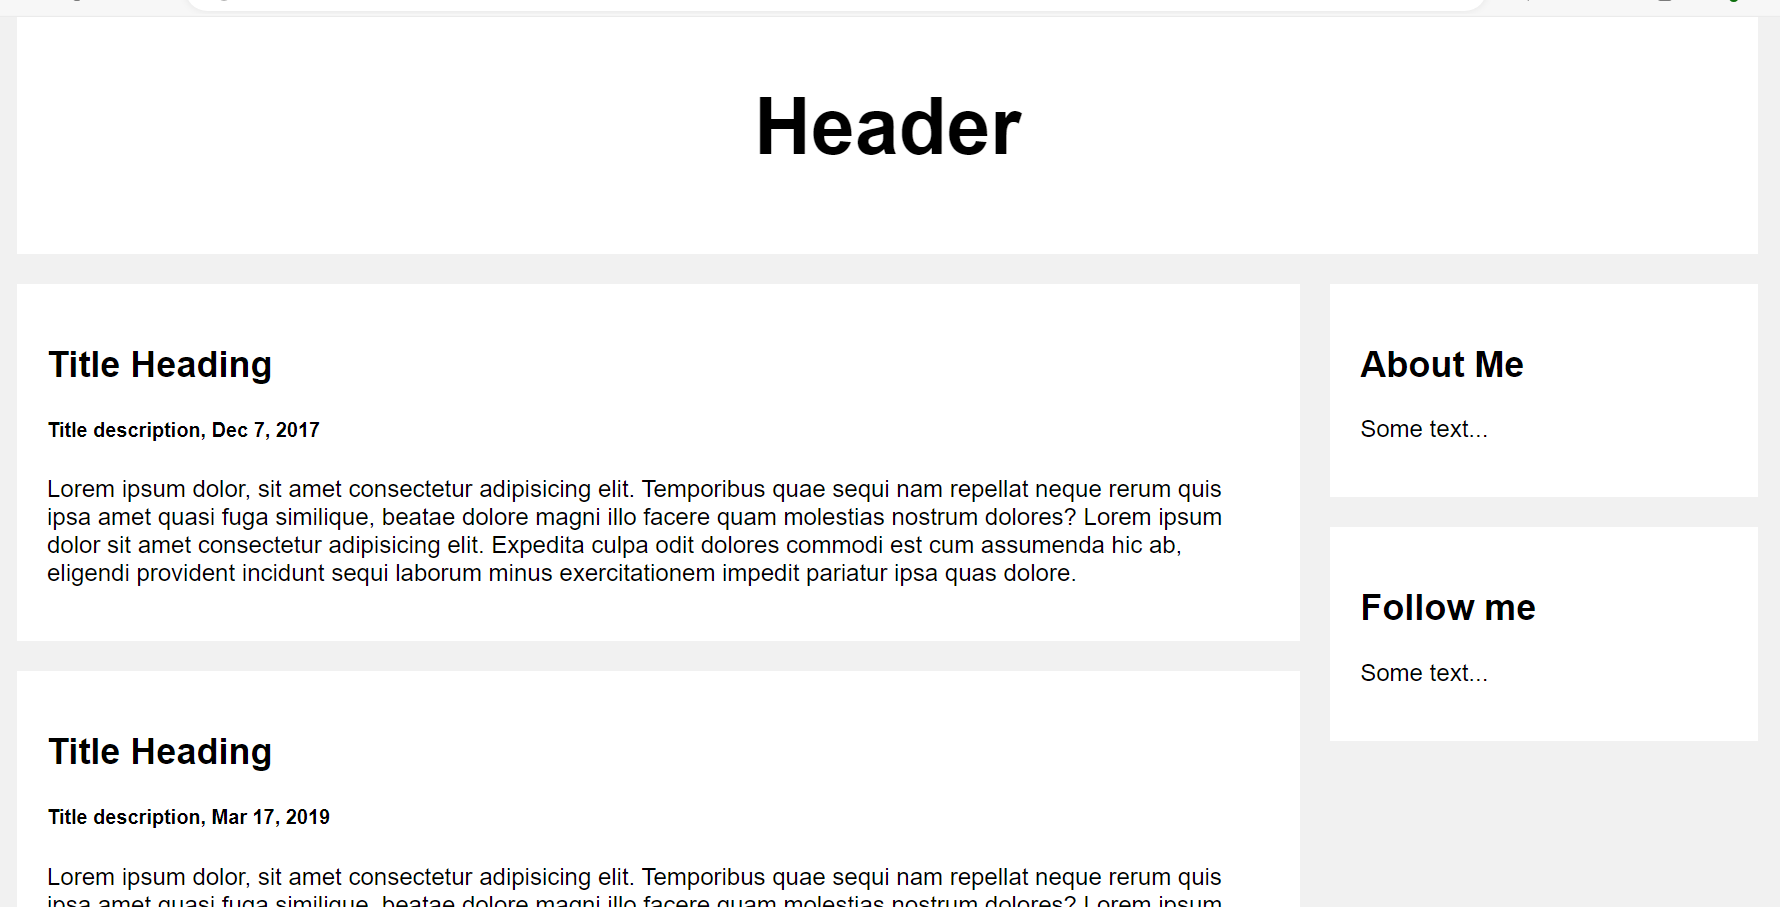 Header
Title Heading
Title description, Dec 7, 2017
Lorem ipsum dolor, sit amet consectetur adipisicing elit. Temporibus quae sequi nam repellat neque rerum quis
ipsa amet quasi fuga similique, beatae dolore magni illo facere quam molestias nostrum dolores? Lorem ipsum
dolor sit amet consectetur adipisicing elit. Expedita culpa odit dolores commodi est cum assumenda hic ab,
eligendi provident incidunt sequi laborum minus exercitationem impedit pariatur ipsa quas dolore.
Title Heading
Title description, Mar 17, 2019
Lorem ipsum dolor, sit amet consectetur adipisicing elit. Temporibus quae sequi nam repellat neque rerum quis
ipsa amet quasi fuga similique, beatae dolore magni illo facere quam molestias nostrum dolores? Lorem ipsum
About Me
Some text...
Follow me
Some text...